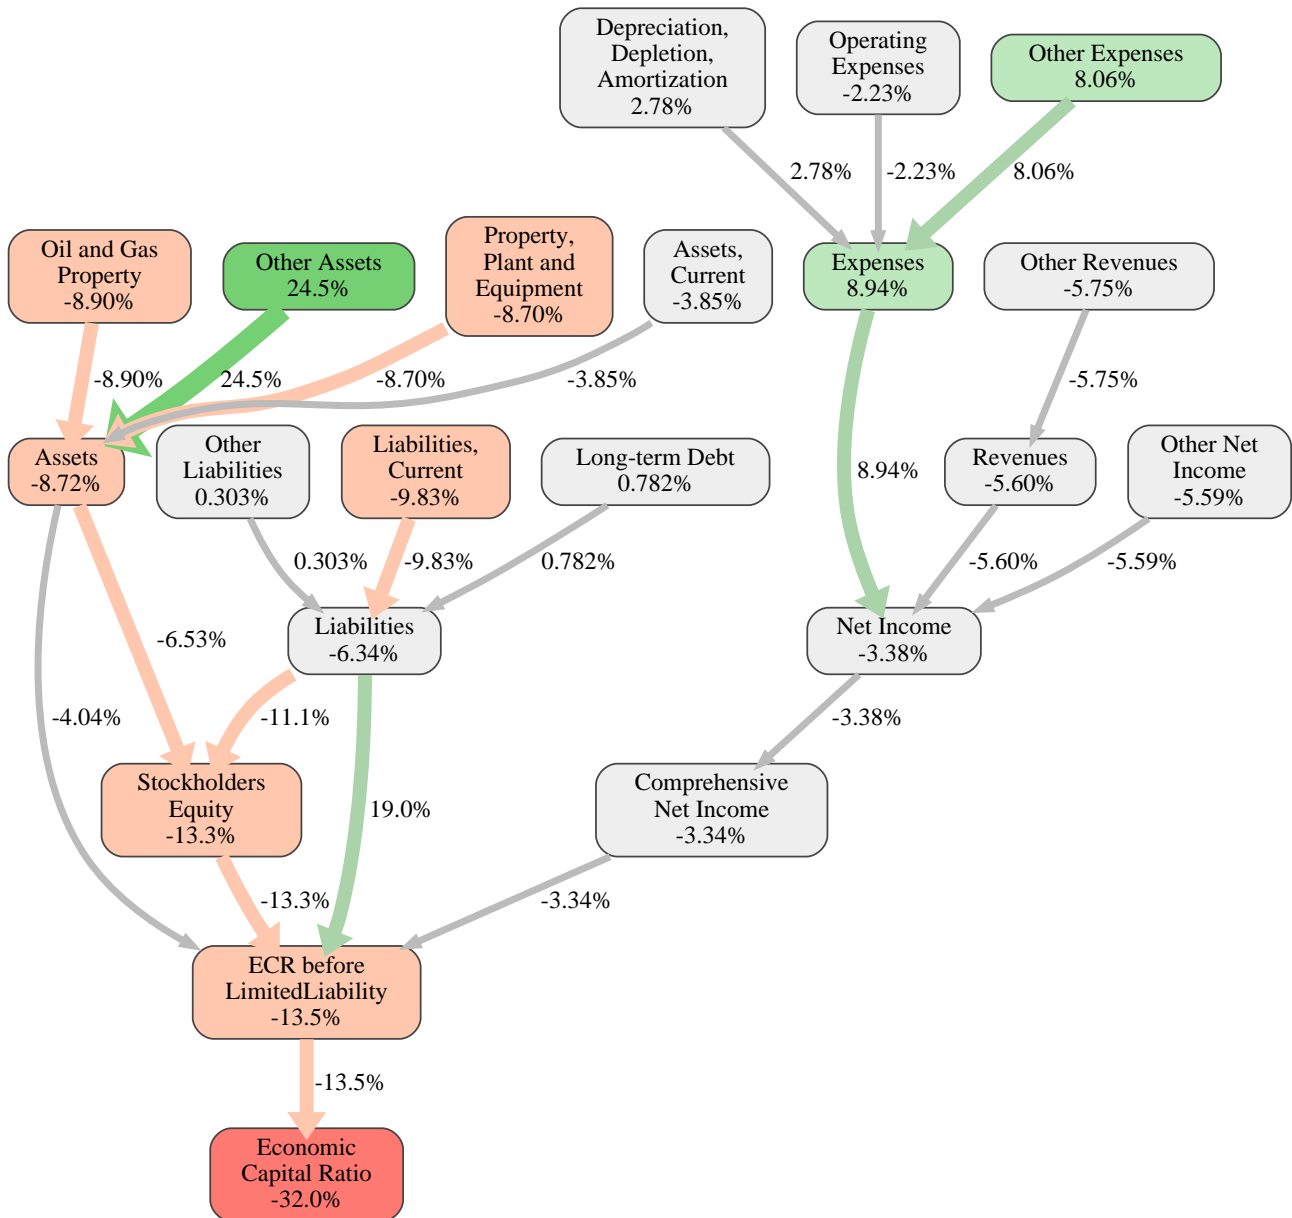 Depreciation,
Depletion,
Amortization
2.78%
Operating
Expenses
-2.23%
Other Expenses
8.06%
2.78%
-2.23%
8.06%
Oil and Gas
Property
-8.90%
Other Assets
24.5%
Property,
Plant and
Equipment
-8.70%
Assets,
Current
-3.85%
Expenses
8.94%
Other Revenues
-5.75%
-8.90%
24.5%
-8.70%
-3.85%
-5.75%
Assets
-8.72%
Other
Liabilities
0.303%
Liabilities,
Current
-9.83%
Long-term Debt
0.782%
8.94%
Revenues
-5.60%
Other Net
Income
-5.59%
0.303%
-9.83%
0.782%
-5.60%
-5.59%
-6.53%
Liabilities
-6.34%
Net Income
-3.38%
-4.04%
-11.1%
-3.38%
Stockholders
Equity
-13.3%
19.0%
Comprehensive
Net Income
-3.34%
-13.3%
-3.34%
ECR before
LimitedLiability
-13.5%
-13.5%
Economic
Capital Ratio
-32.0%